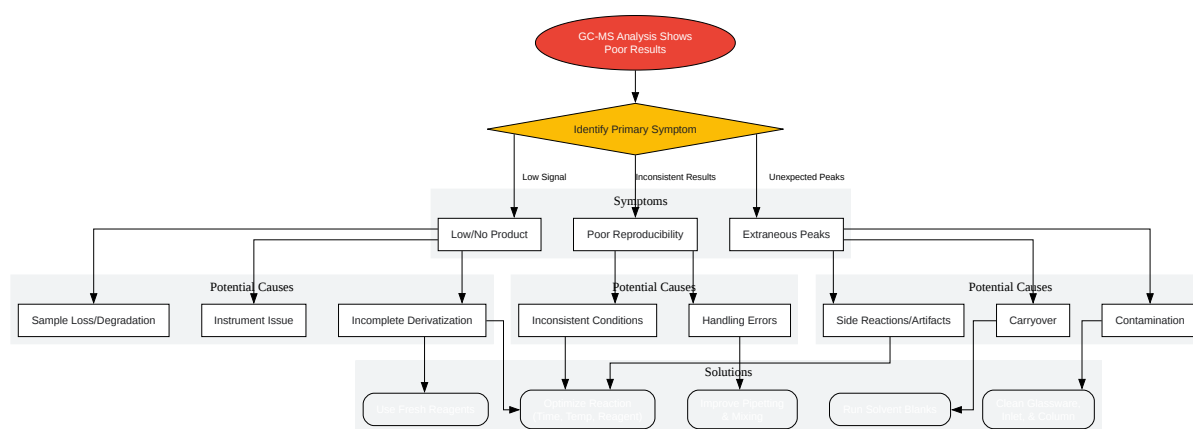 GC-MS Analysis Shows
Poor Results
Identify Primary Symptom
Low Signal
Inconsistent Results
Unexpected Peaks
Symptoms
Low/No Product
Poor Reproducibility
Extraneous Peaks
Potential Causes
Potential Causes
Potential Causes
Sample Loss/Degradation
Instrument Issue
Incomplete Derivatization
Inconsistent Conditions
Handling Errors
Side Reactions/Artifacts
Carryover
Contamination
Solutions
Use Fresh Reagents
Optimize Reaction
(Time, Temp, Reagent)
Improve Pipetting
& Mixing
Run Solvent Blanks
Clean Glassware,
Inlet, & Column